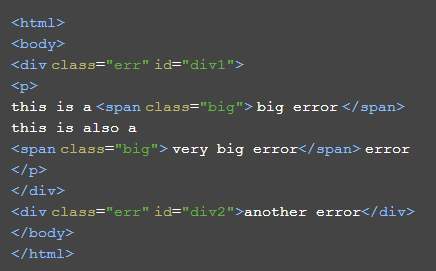 <html>
<body>
<div class="err" id="div1">
<p>
this is a <span class="big"> big error </span>
this is also a
<span class="big"> very big error</span> error
</p>
</div>
<div class="err" id="div2">another error</div>
</body>
</html>